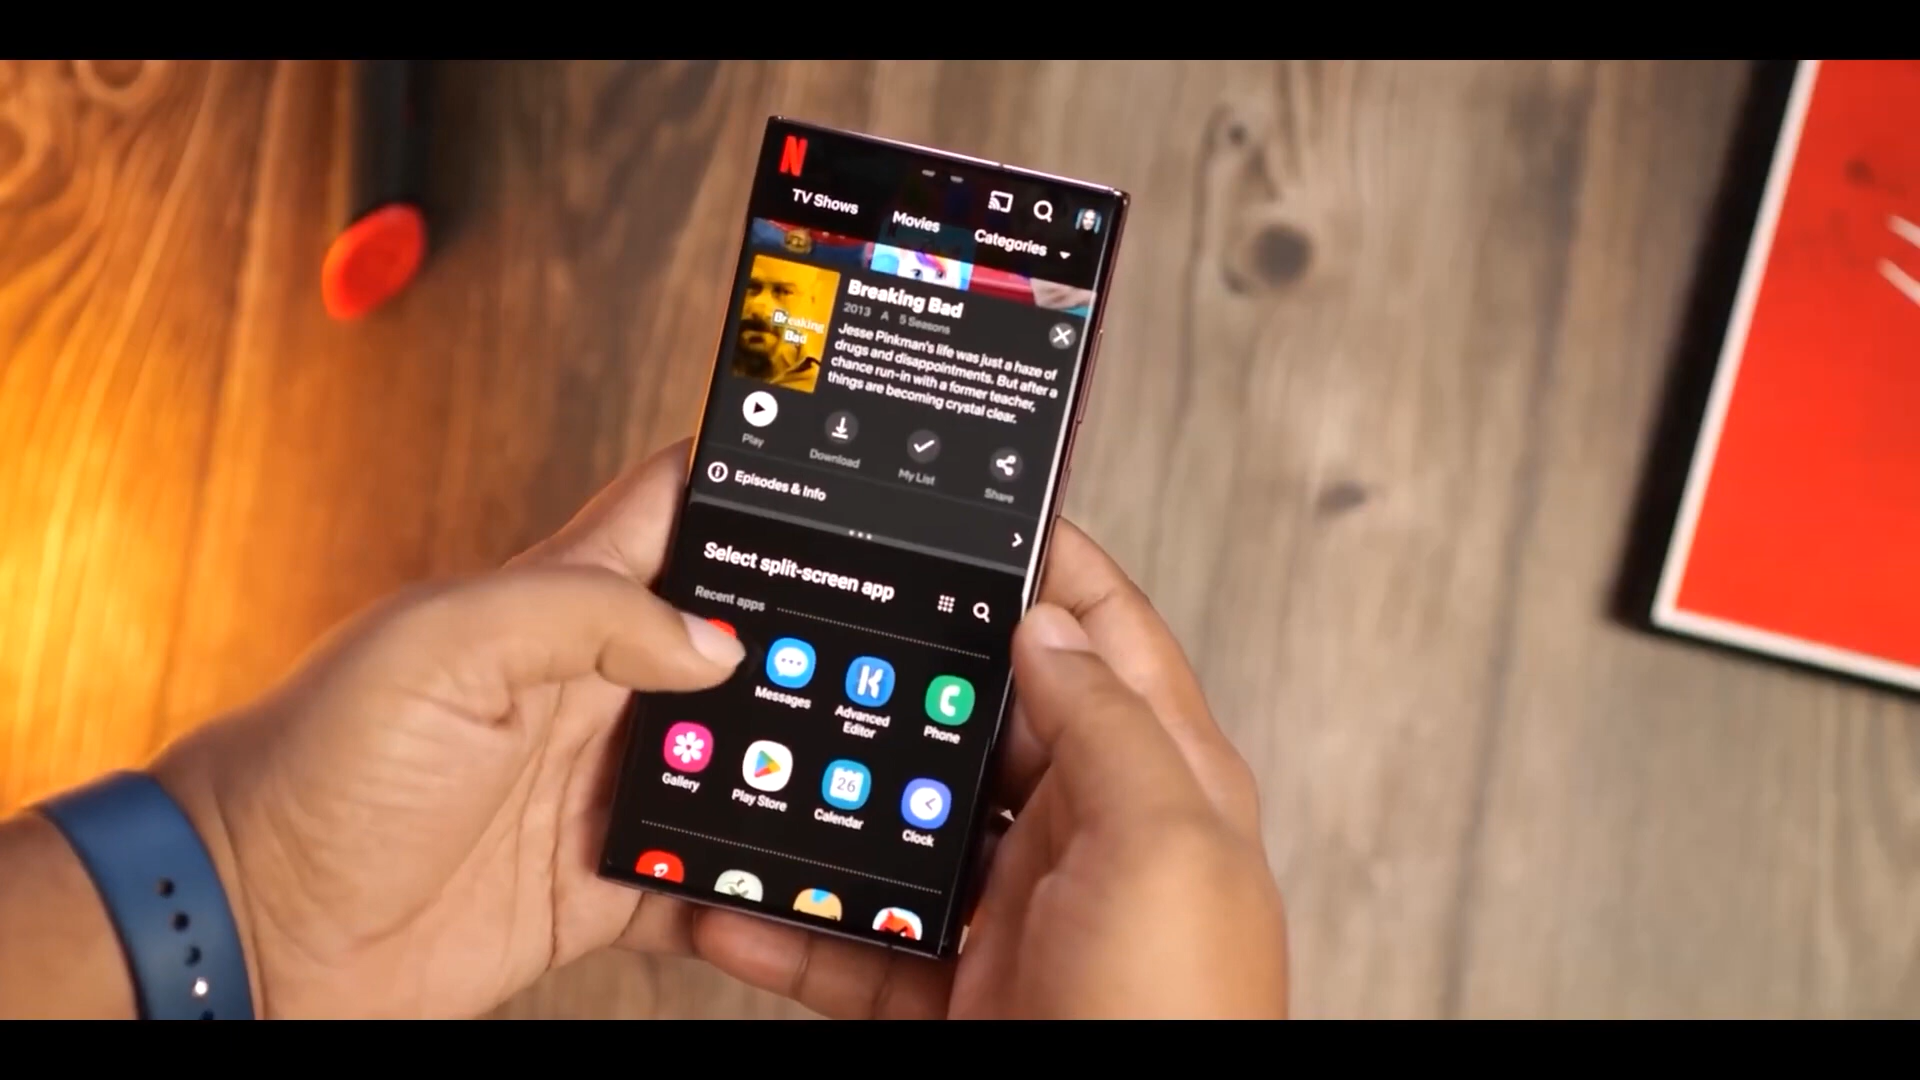 N
TV Shows Movies Categories
Breaking Bad
2013 A 5 Seasons
Breaking
Bad
Jesse Pinkman's life was just a haze of
drugs and disappointments. But after a
chance run-in with a former teacher,
things are becoming crystal clear.
Play Download My List Share
Episodes & Info
Select split-screen app
Recent apps
Messages Advanced Phone
Editor
26
Gallery Play Store Calendar Clock